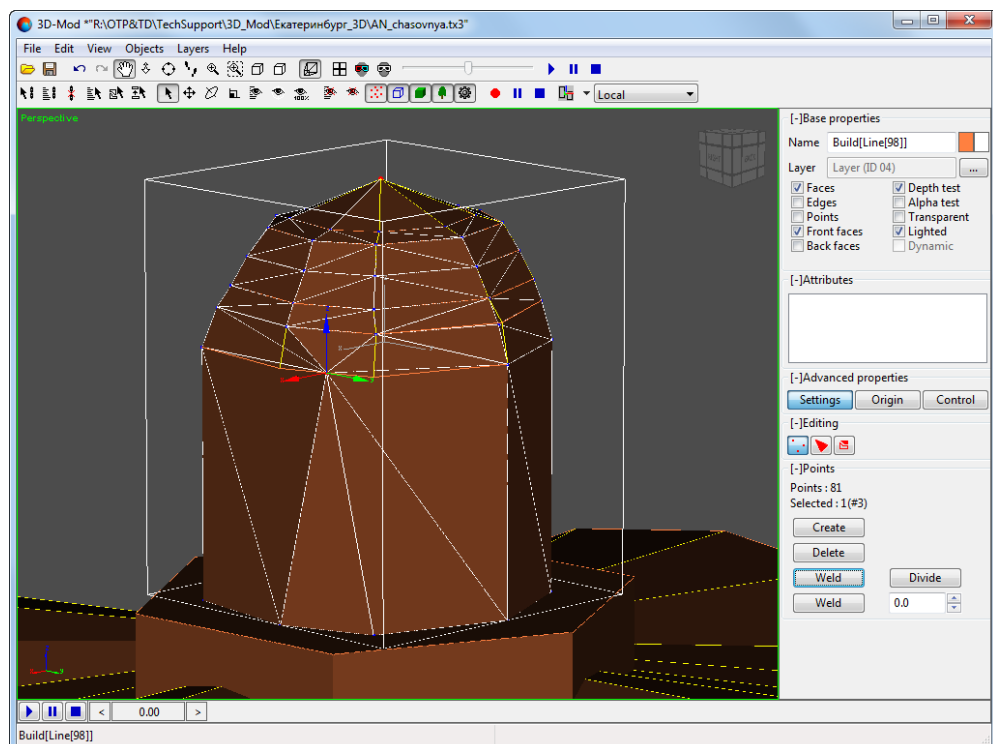 3D-Mod *"R:\OTP&TD\TechSupport\3D_Mod\Екатеринбург_3D\AN_chasovnya.tx3"
File Edit View Objects Layers Help
100%
Local
Perspective
[-]Base properties
Name Build[Line[98]]
Layer Layer (ID 04) ...
Faces Depth test
Edges Alpha test
Points Transparent
Front faces Lighted
Back faces Dynamic
[-]Attributes
[-]Advanced properties
Settings Origin Control
[-]Editing
[-]Points
Points : 81
Selected : 1(#3)
Create
Delete
Weld Divide
Weld 0.0
< 0.00 >
Build[Line[98]]